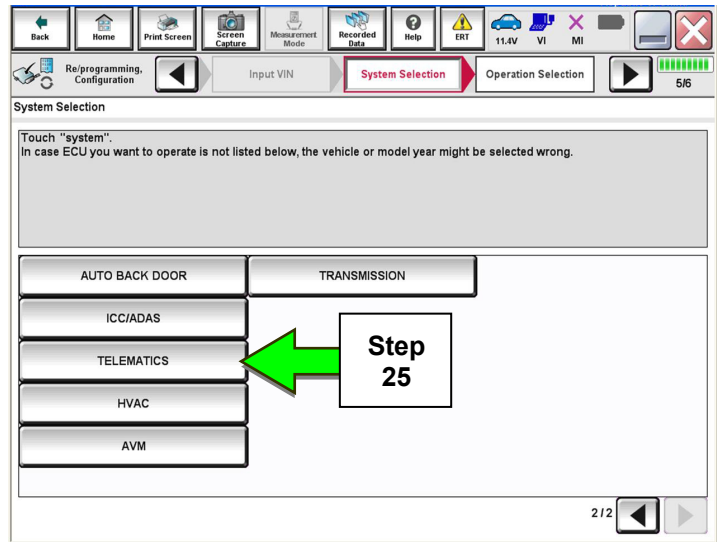 Back
Home
Print Screen
Screen
Capture
Measurement
Mode
Recorded
Data
Help
ERT
11.4V
VI
MI
Re/programming,
Configuration
Input VIN
System Selection
Operation Selection
5/6
System Selection
Touch "system".
In case ECU you want to operate is not listed below, the vehicle or model year might be selected wrong.
AUTO BACK DOOR
TRANSMISSION
ICC/ADAS
TELEMATICS
Step
25
HVAC
AVM
2/2